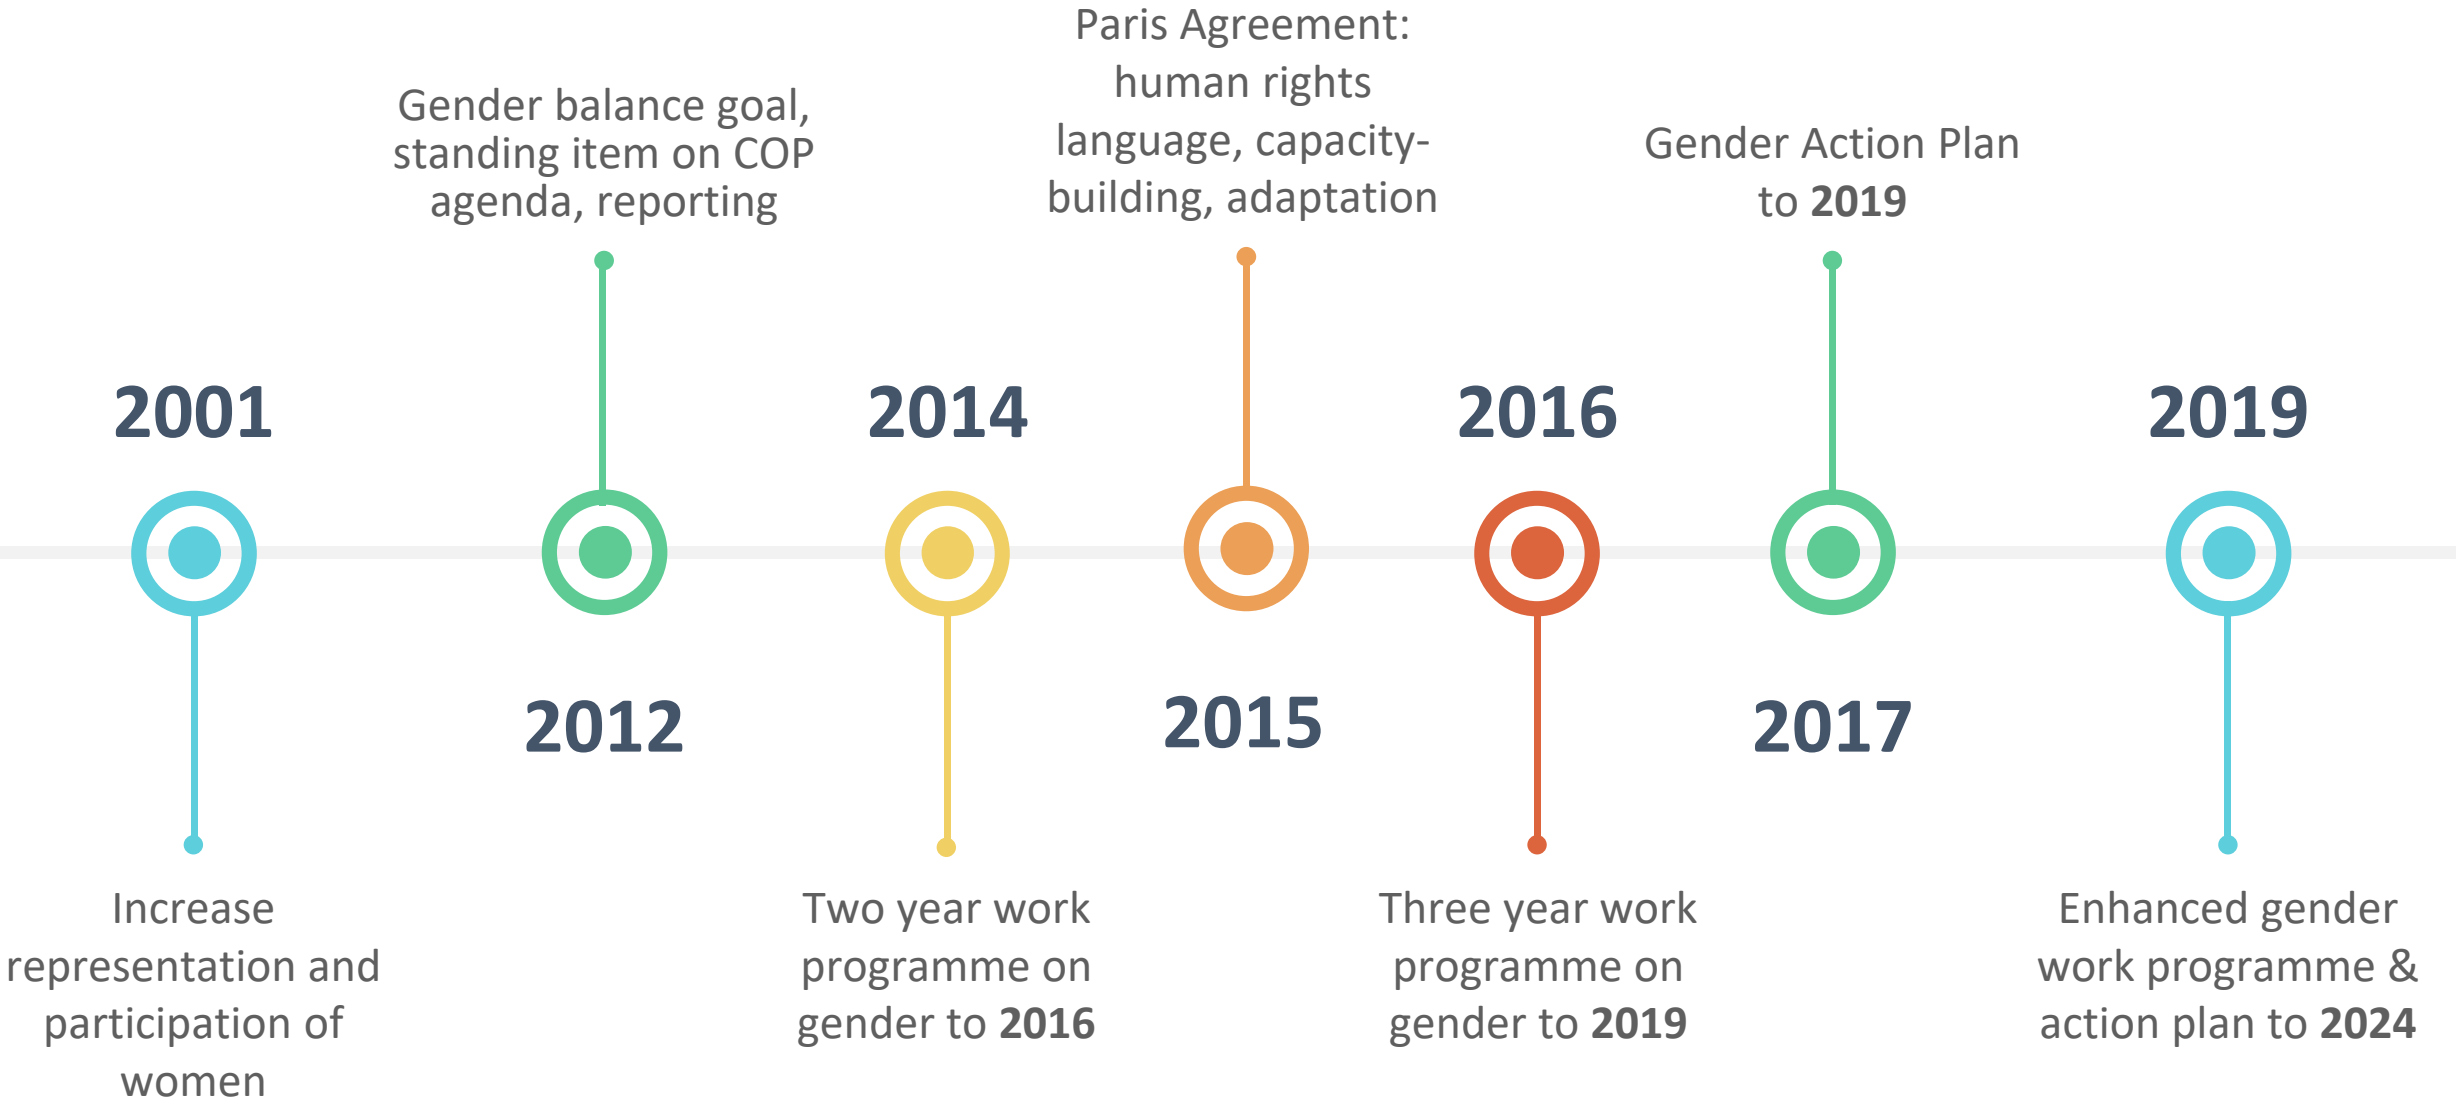 2001
Increase
representation and
participation of
women
Gender balance goal,
standing item on COP
agenda, reporting
2012
2014
Two year work
programme on
gender to 2016
Paris Agreement:
human rights
language, capacity-
building, adaptation
2015
2016
Three year work
programme on
gender to 2019
Gender Action Plan
to 2019
2017
2019
Enhanced gender
work programme &
action plan to 2024